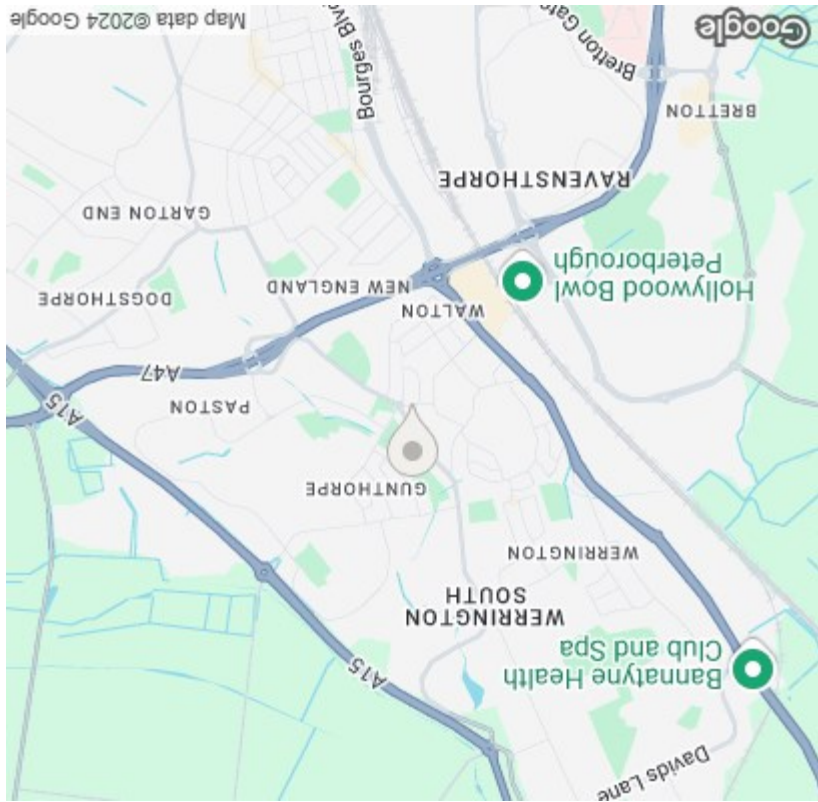 Davids Lane
Bannatyne Health
Club and Spa
A15
WERRINGTON
SOUTH
WERRINGTON
GUNTHORPE
PASTON
A15
A47
WALTON
Hollywood Bowl
Peterborough
NEW ENGLAND
DOGSTHORPE
GARTON END
RAVENSTHORPE
BRETTON
Bretton Gate
Bourges Blvd
Google
Map data ©2024 Google